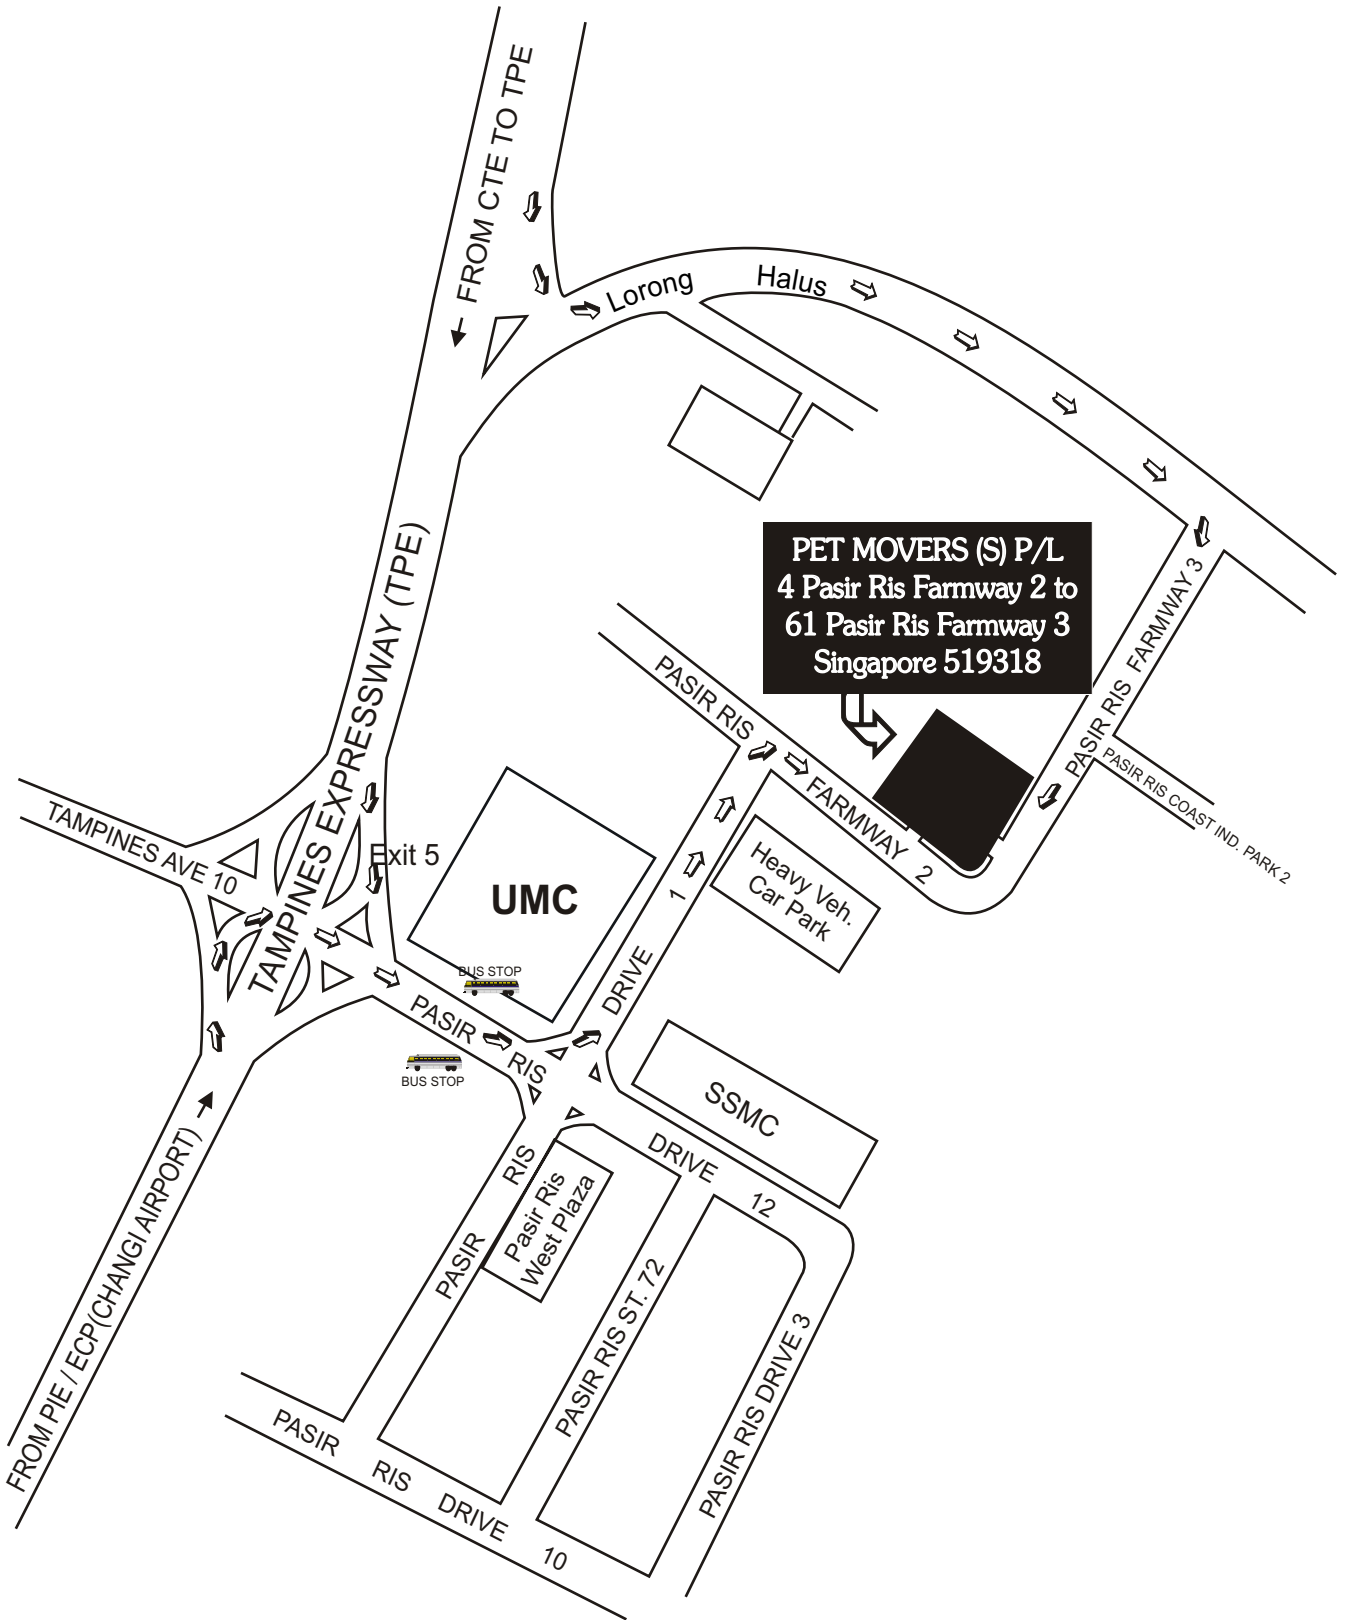 FROM CTE TO TPE
Lorong Halus
PET MOVERS (S) P/L
4 Pasir Ris Farmway 2 to
61 Pasir Ris Farmway 3
Singapore 519318
PASIR RIS FARMWAY 3
TAMPINES EXPRESSWAY (TPE)
PASIR RIS FARMWAY 2
PASIR RIS COAST IND. PARK 2
TAMPINES AVE 10
Exit 5
UMC
Heavy Veh.
Car Park
BUS STOP
PASIR RIS DRIVE 1
BUS STOP
SSMC
PASIR RIS DRIVE 12
Pasir Ris
West Plaza
FROM PIE / ECP(CHANGI AIRPORT)
PASIR RIS ST. 72
PASIR RIS DRIVE 3
PASIR RIS DRIVE 10